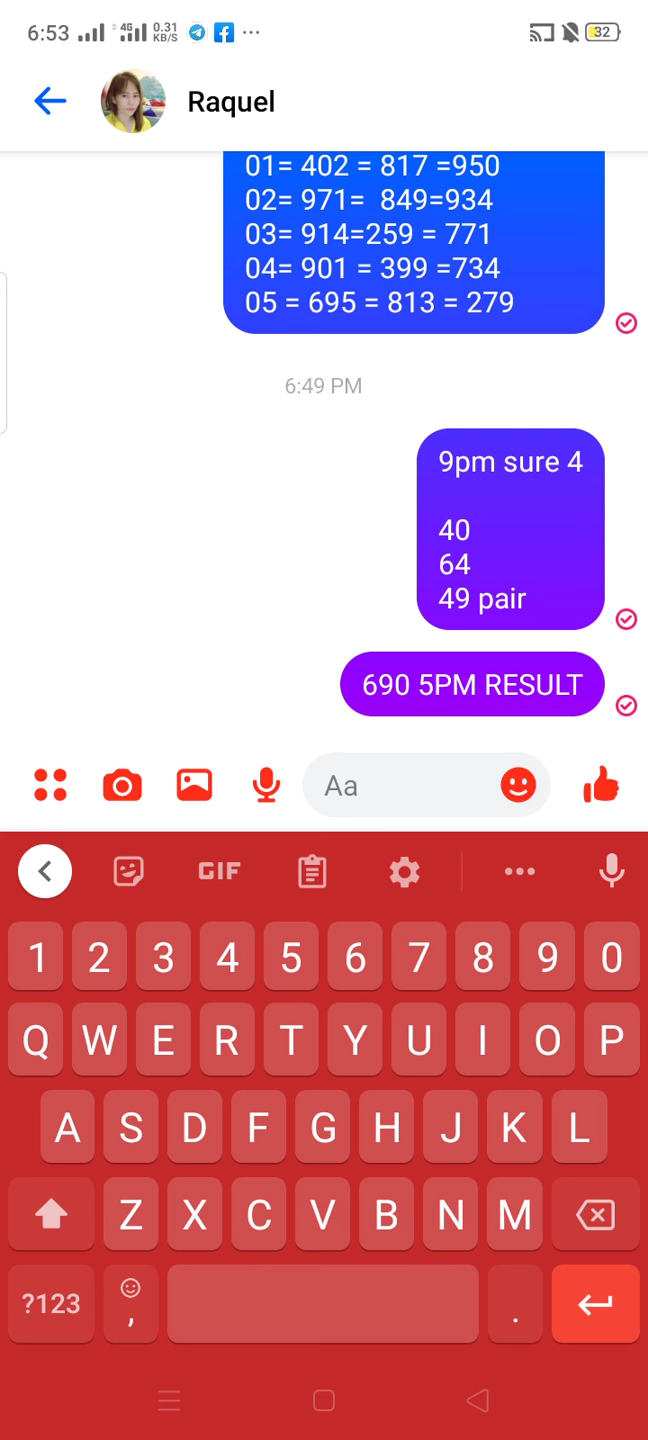 6:53 4G 0.31 KB/S ... 32
Raquel
01= 402 = 817 =950
02= 971=  849=934
03= 914=259 = 771
04= 901 = 399 =734
05 = 695 = 813 = 279
6:49 PM
9pm sure 4
40
64
49 pair
690 5PM RESULT
Aa
GIF
1 2 3 4 5 6 7 8 9 0
Q W E R T Y U I O P
A S D F G H J K L
Z X C V B N M
?123 , .